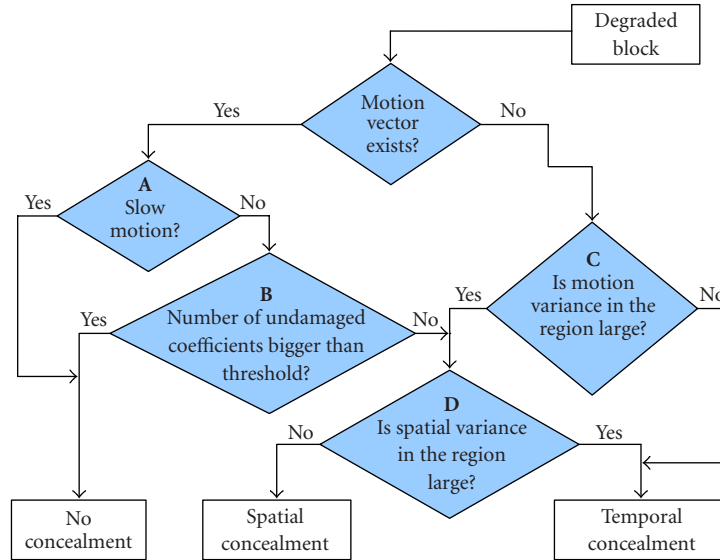 Degraded
block
Motion
vector
exists?
Yes
No
A
Slow
motion?
Yes
No
B
Number of undamaged
coefficients bigger than
threshold?
Yes
No
C
Is motion
variance in the
region large?
Yes
No
D
Is spatial variance
in the region
large?
No
Yes
No
concealment
Spatial
concealment
Temporal
concealment